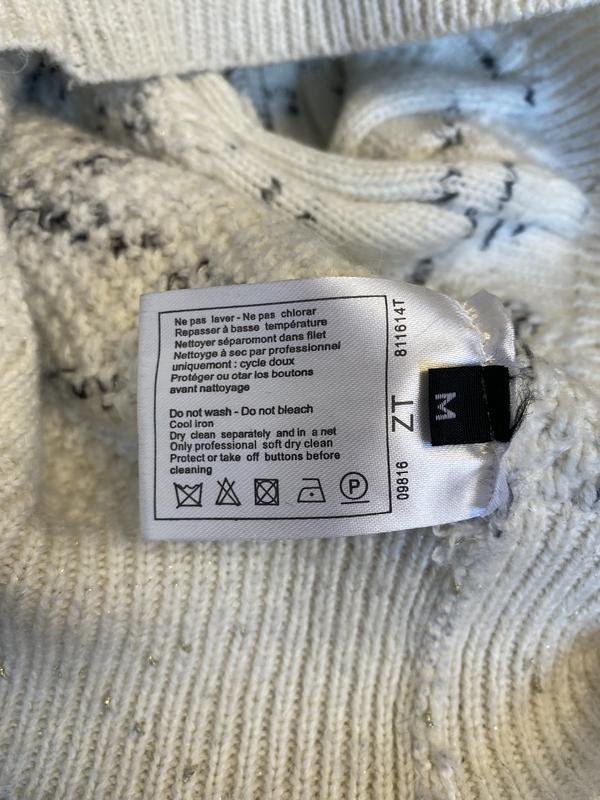 Ne pas laver - Ne pas chlorar
Repasser à basse température
Nettoyer séparomont dans filet
Nettoyge à sec par professionnel
uniquemont : cycle doux
Protéger ou otar los boutons
avant nattoyage
Do not wash - Do not bleach
Cool iron
Dry clean separately and in a net
Only professional soft dry clean
Protect or take off buttons before
cleaning
P
09816 ZT 811614T
M